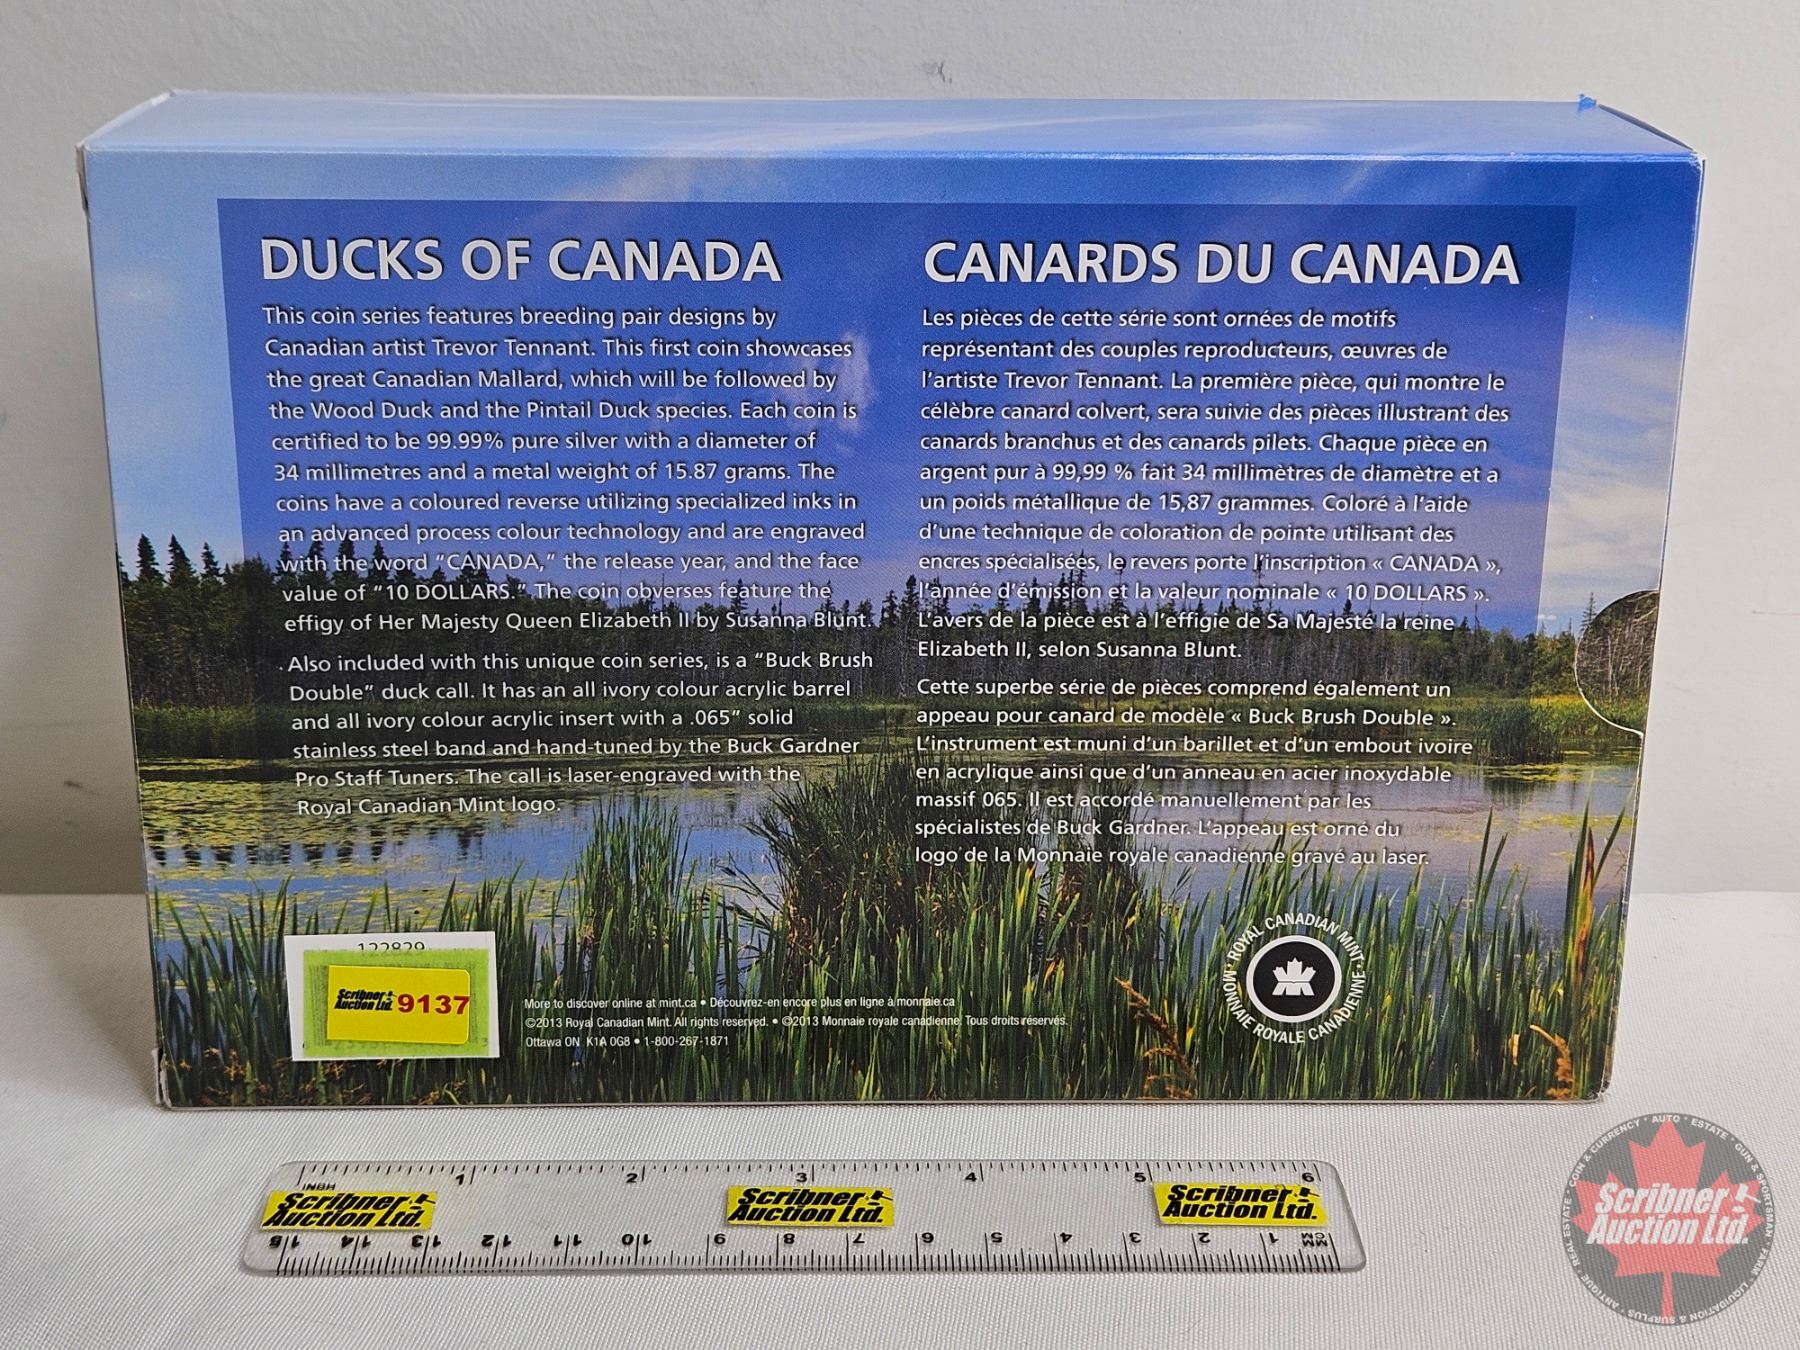 DUCKS OF CANADA
This coin series features breeding pair designs by
Canadian artist Trevor Tennant. This first coin showcases
the great Canadian Mallard, which will be followed by
the Wood Duck and the Pintail Duck species. Each coin is
certified to be 99.99% pure silver with a diameter of
34 millimetres and a metal weight of 15.87 grams. The
coins have a coloured reverse utilizing specialized inks in
an advanced process colour technology and are engraved
with the word “CANADA,” the release year, and the face
value of “10 DOLLARS.” The coin obverses feature the
effigy of Her Majesty Queen Elizabeth II by Susanna Blunt.
Also included with this unique coin series, is a “Buck Brush
Double” duck call. It has an all ivory colour acrylic barrel
and all ivory colour acrylic insert with a .065” solid
stainless steel band and hand-tuned by the Buck Gardner
Pro Staff Tuners. The call is laser-engraved with the
Royal Canadian Mint logo.
CANARDS DU CANADA
Les pièces de cette série sont ornées de motifs
représentant des couples reproducteurs, œuvres de
l’artiste Trevor Tennant. La première pièce, qui montre le
célèbre canard colvert, sera suivie des pièces illustrant des
canards branchus et des canards pilets. Chaque pièce en
argent pur à 99,99 % fait 34 millimètres de diamètre et a
un poids métallique de 15,87 grammes. Coloré à l’aide
d’une technique de coloration de pointe utilisant des
encres spécialisées, le revers porte l’inscription « CANADA »,
l’année d’émission et la valeur nominale « 10 DOLLARS ».
L’avers de la pièce est à l’effigie de Sa Majesté la reine
Elizabeth II, selon Susanna Blunt.
Cette superbe série de pièces comprend également un
appeau pour canard de modèle « Buck Brush Double ».
L’instrument est muni d’un barillet et d’un embout ivoire
en acrylique ainsi que d’un anneau en acier inoxydable
massif 065. Il est accordé manuellement par les
spécialistes de Buck Gardner. L’appeau est orné du
logo de la Monnaie royale canadienne gravé au laser.
122829
Scribner
Auction Ltd.
9137
More to discover online at mint.ca • Découvrez-en encore plus en ligne à monnaie.ca
©2013 Royal Canadian Mint. All rights reserved. • ©2013 Monnaie royale canadienne. Tous droits réservés.
Ottawa ON K1A 0G8 • 1-800-267-1871
ROYAL CANADIAN MINT
MONNAIE ROYALE CANADIENNE
1 2 3 4 5 6
INBH
Scribner
Auction Ltd.
Scribner
Auction Ltd.
Scribner
Auction Ltd.
15 14 13 12 11 10 9 8 7 6 5 4 3 2 1 MM
CM
COIN & CURRENCY · AUTO · ESTATE · GUN & SPORTSMAN · FARM · LIQUIDATION & SURPLUS · ANTIQUE · REAL ESTATE
Scribner
Auction Ltd.